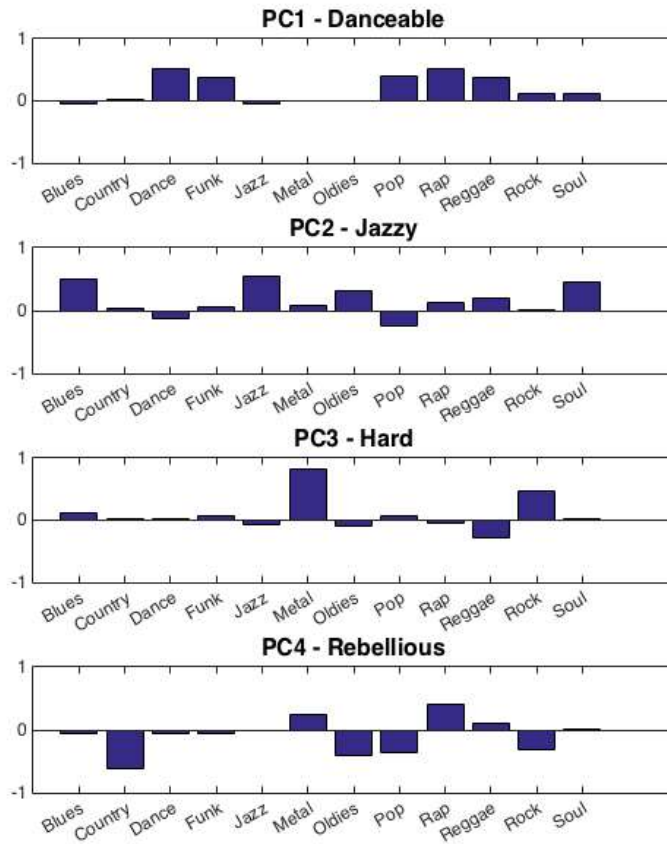 PC1 - Danceable
1
0
-1
Blues Country Dance Funk Jazz Metal Oldies Pop Rap Reggae Rock Soul
PC2 - Jazzy
1
0
-1
Blues Country Dance Funk Jazz Metal Oldies Pop Rap Reggae Rock Soul
PC3 - Hard
1
0
-1
Blues Country Dance Funk Jazz Metal Oldies Pop Rap Reggae Rock Soul
PC4 - Rebellious
1
0
-1
Blues Country Dance Funk Jazz Metal Oldies Pop Rap Reggae Rock Soul